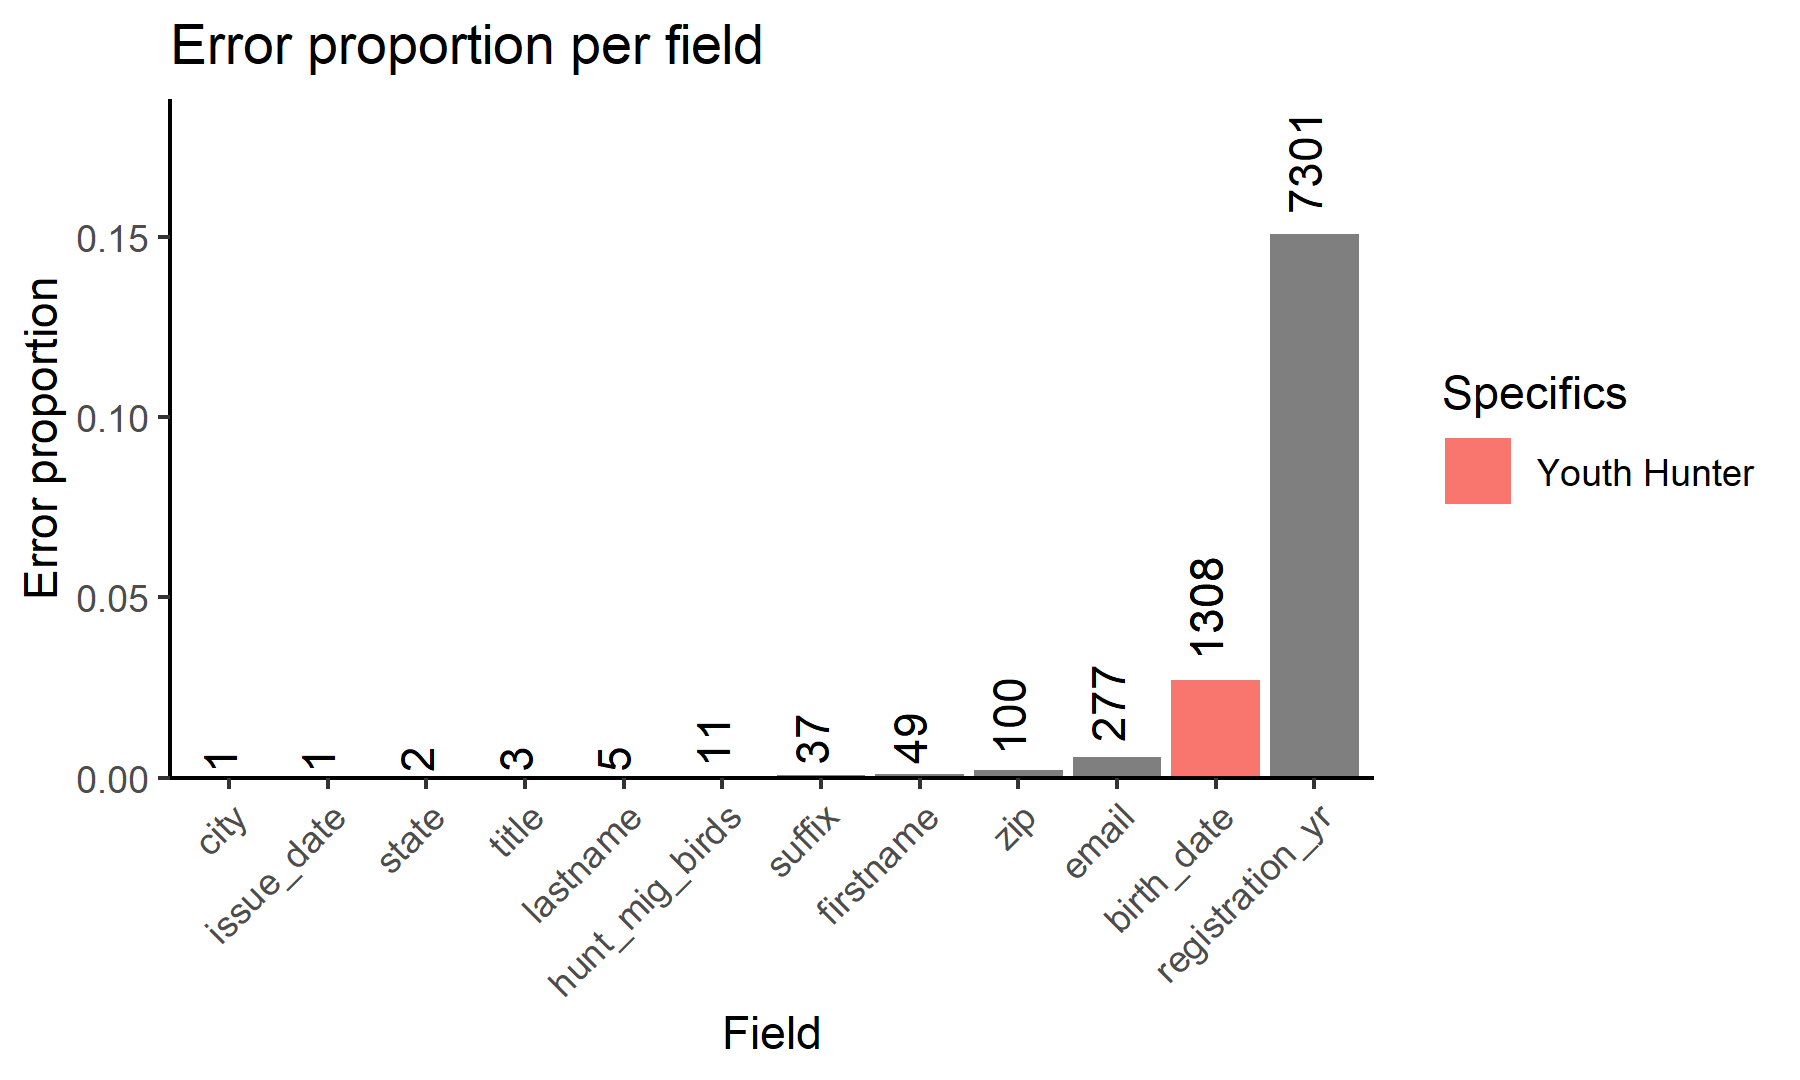 Error proportion per field
Error proportion
0.15
0.10
0.05
0.00
1
1
2
3
5
11
37
49
100
277
1308
7301
city
issue_date
state
title
lastname
hunt_mig_birds
suffix
firstname
zip
email
birth_date
registration_yr
Field
Specifics
Youth Hunter